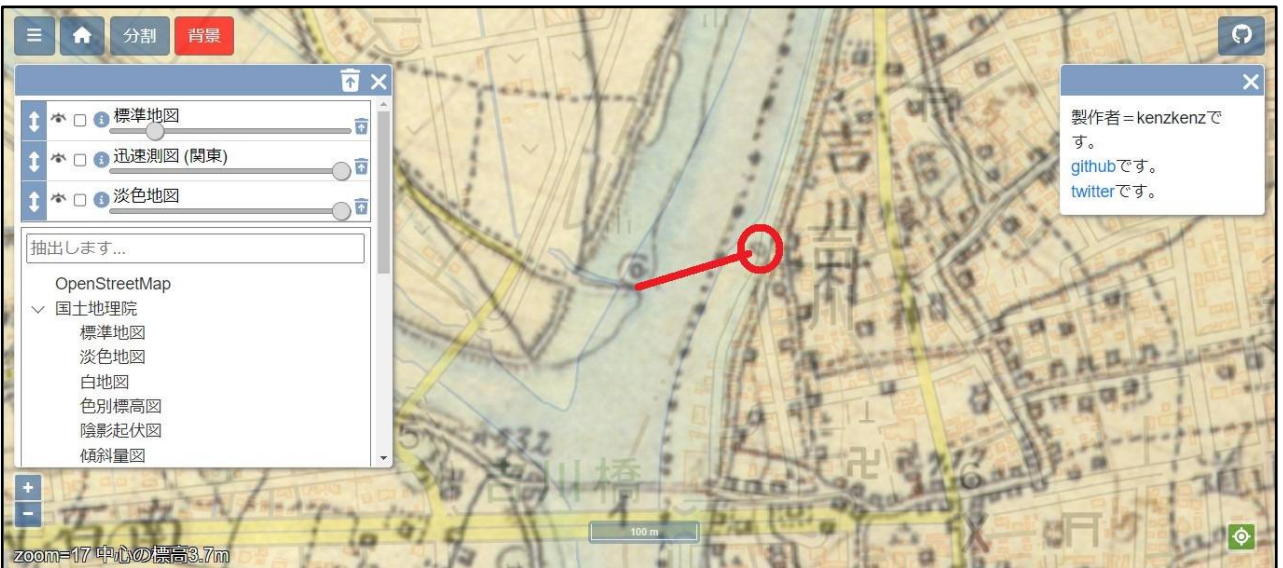 分割
背景
標準地図
迅速測図 (関東)
淡色地図
抽出します...
OpenStreetMap
国土地理院
標準地図
淡色地図
白地図
色別標高図
陰影起伏図
傾斜量図
製作者=kenzkenzで
す。
githubです。
twitterです。
吉川橋
100 m
zoom=17 中心の標高3.7m